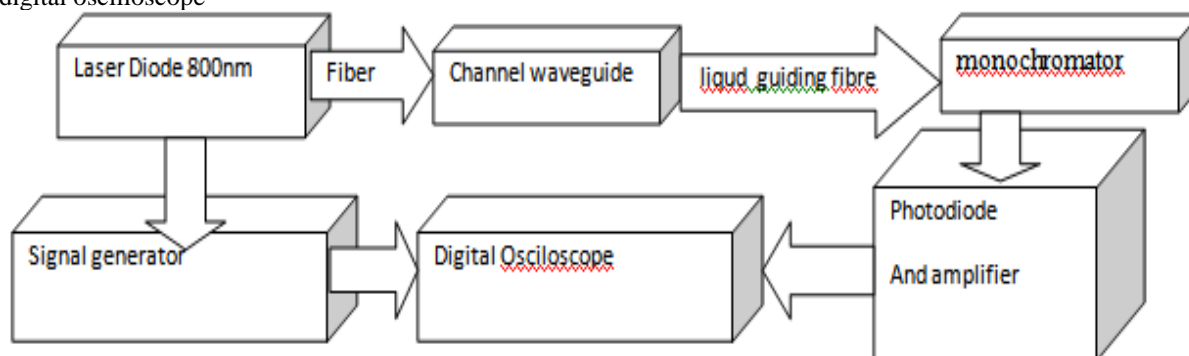 digital oscilloscope
Laser Diode 800nm
Fiber
Channel waveguide
liqud guiding fibre
monochromator
Signal generator
Digital Osciloscope
Photodiode
And amplifier